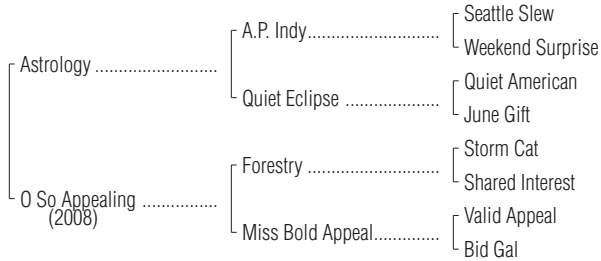 Seattle Slew
A.P. Indy..........................
Weekend Surprise
Astrology ........................
Quiet American
Quiet Eclipse ....................
June Gift
Storm Cat
Forestry ............................
Shared Interest
O So Appealing ...............
(2008)
Valid Appeal
Miss Bold Appeal.............
Bid Gal